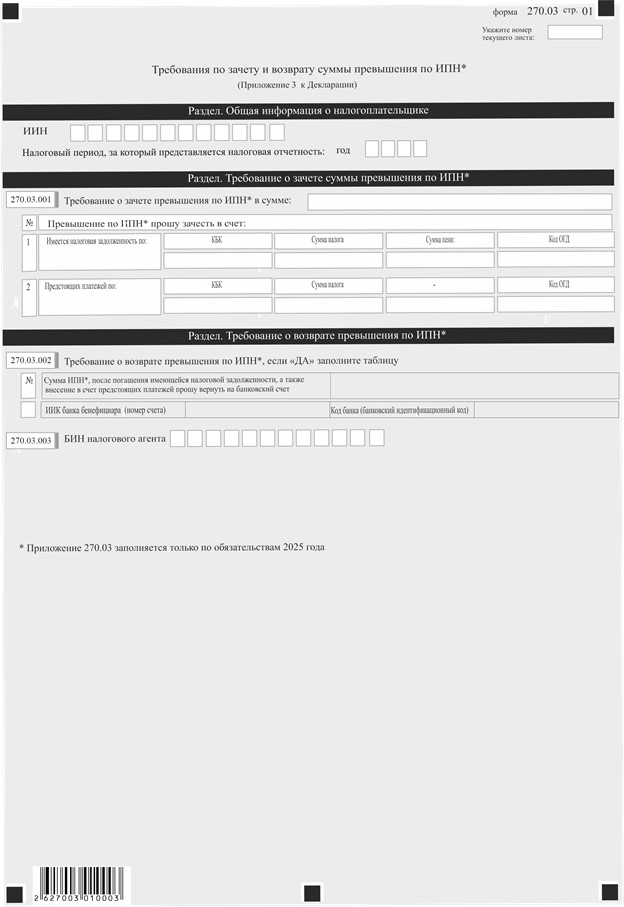 форма 270.03 стр. 01
Укажите номер
текущего листа:
Требования по зачету и возврату суммы превышения по ИПН*
(Приложение 3 к Декларации)
Раздел. Общая информация о налогоплательщике
ИИН
Налоговый период, за который представляется налоговая отчетность: год
Раздел. Требование о зачете суммы превышения по ИПН*
270.03.001 Требование о зачете превышения по ИПН* в сумме:
№ Превышение по ИПН* прошу зачесть в счет:
1 Имеется налоговая задолженность по: КБК Сумма налога Сумма пени: Код ОГД
2 Предстоящих платежей по: КБК Сумма налога - Код ОГД
Раздел. Требование о возврате превышения по ИПН*
270.03.002 Требование о возврате превышения по ИПН*, если «ДА» заполните таблицу
№ Сумма ИПН*, после погашения имеющейся налоговой задолженности, а также
внесение в счет предстоящих платежей прошу вернуть на банковский счет
ИИК банка бенефициара (номер счета) Код банка (банковский идентификационный код)
270.03.003 БИН налогового агента
* Приложение 270.03 заполняется только по обязательствам 2025 года
2 627003 010003